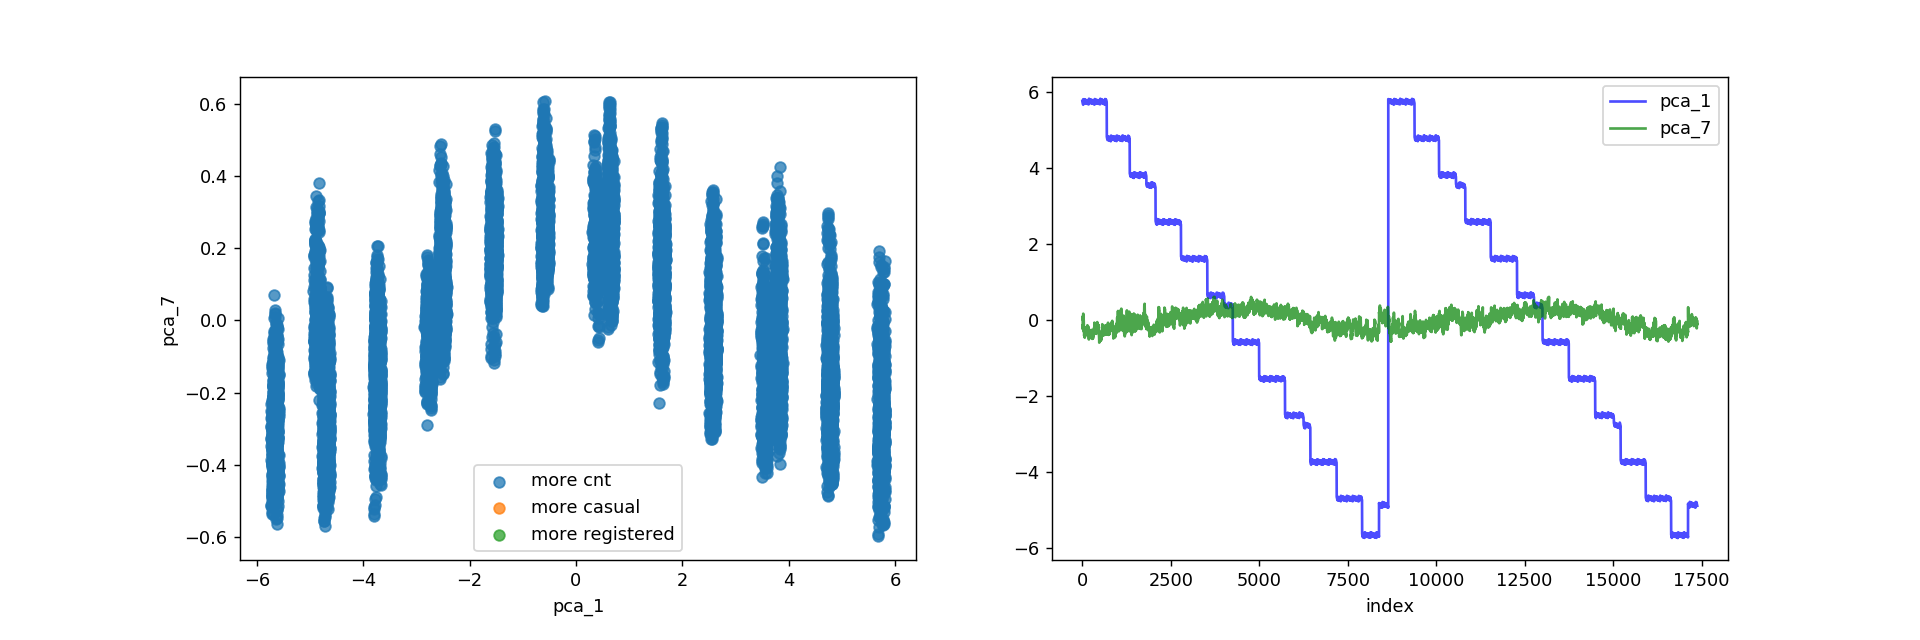 0.6
0.4
0.2
0.0
−0.2
−0.4
−0.6
pca_7
more cnt
more casual
more registered
−6 −4 −2 0 2 4 6
pca_1
6
4
2
0
−2
−4
−6
pca_1
pca_7
0 2500 5000 7500 10000 12500 15000 17500
index